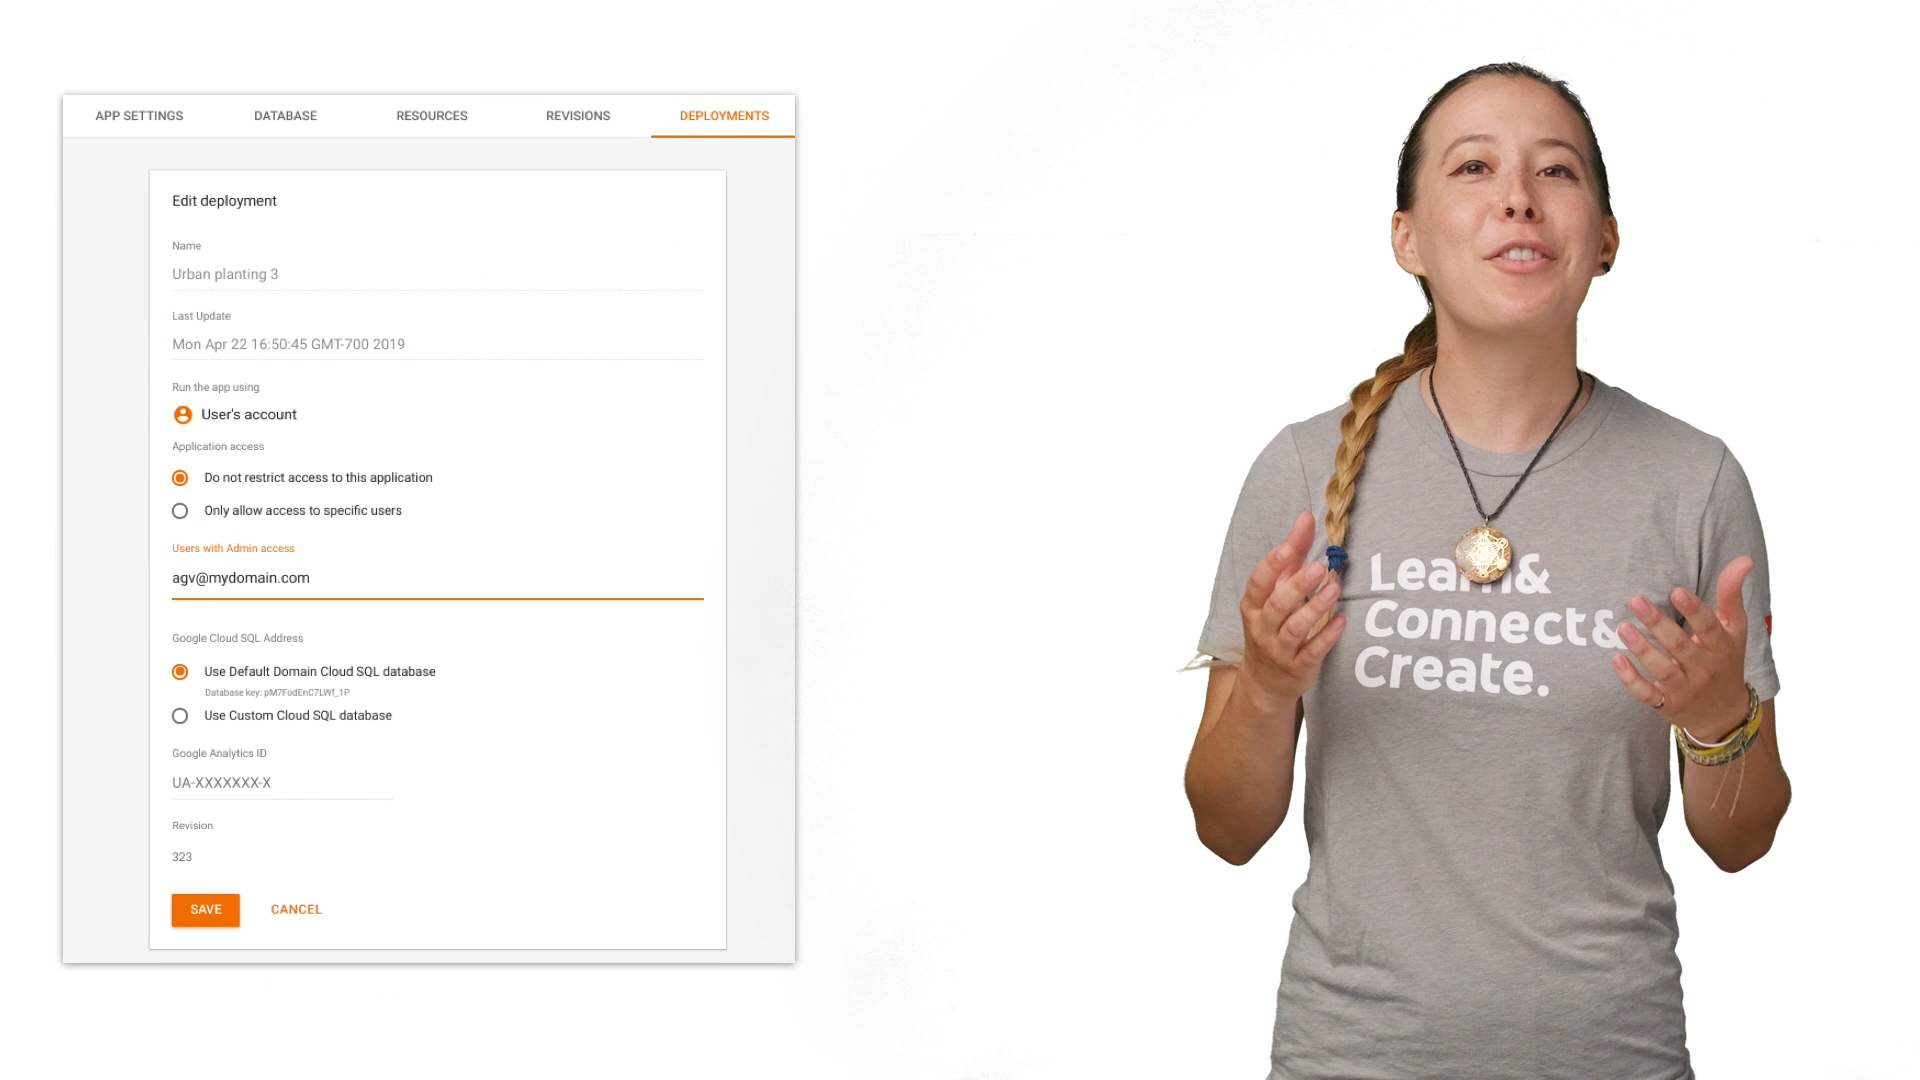 APP SETTINGS
DATABASE
RESOURCES
REVISIONS
DEPLOYMENTS
Edit deployment
Name
Urban planting 3
Last Update
Mon Apr 22 16:50:45 GMT-700 2019
Run the app using
User's account
Application access
Do not restrict access to this application
Only allow access to specific users
Users with Admin access
agv@mydomain.com
Google Cloud SQL Address
Use Default Domain Cloud SQL database
Database key: pM7FodEnC7LWf_1P
Use Custom Cloud SQL database
Google Analytics ID
UA-XXXXXXX-X
Revision
323
SAVE
CANCEL
Learn&
Connect&
Create.